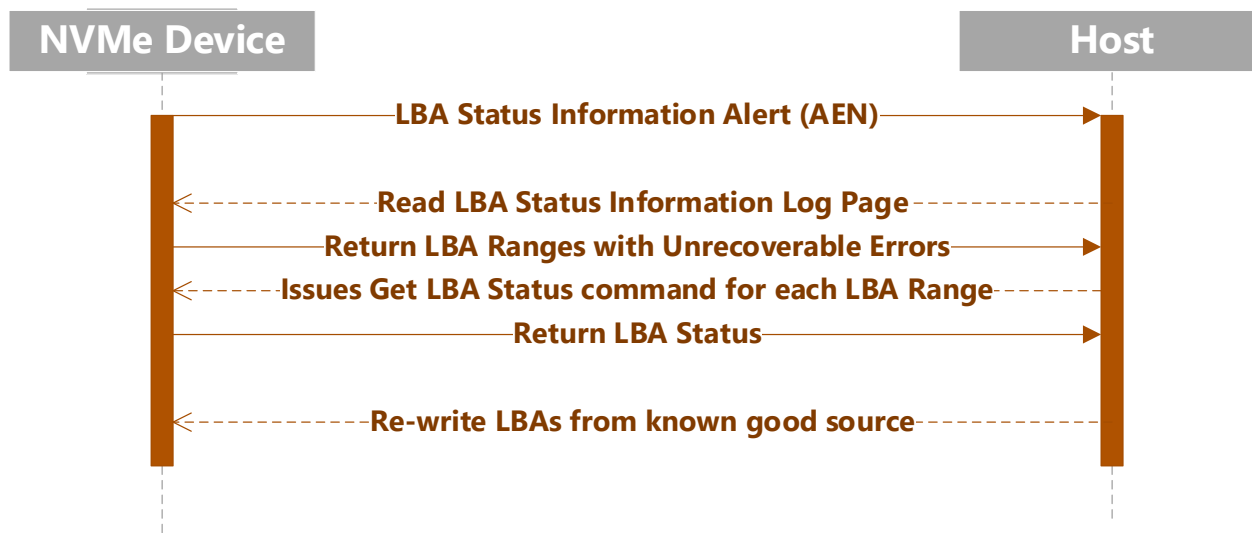 NVMe Device
Host
LBA Status Information Alert (AEN)
Read LBA Status Information Log Page
Return LBA Ranges with Unrecoverable Errors
Issues Get LBA Status command for each LBA Range
Return LBA Status
Re-write LBAs from known good source